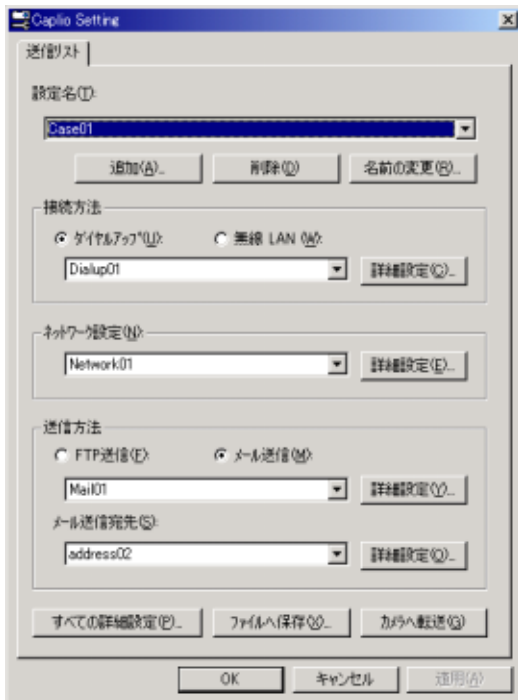 Caplio Setting
送信リスト
設定名(T):
Case01
追加(A)... 削除(D) 名前の変更(R)...
接続方法
ダイヤルアップ(U): 無線 LAN (W):
Dialup01 詳細設定(C)...
ネットワーク設定(N):
Network01 詳細設定(E)...
送信方法
FTP送信(F): メール送信(M):
Mail01 詳細設定(Y)...
メール送信宛先(S):
address02 詳細設定(O)...
すべての詳細設定(P)... ファイルへ保存(V)... カメラへ転送(G)
OK キャンセル 適用(A)